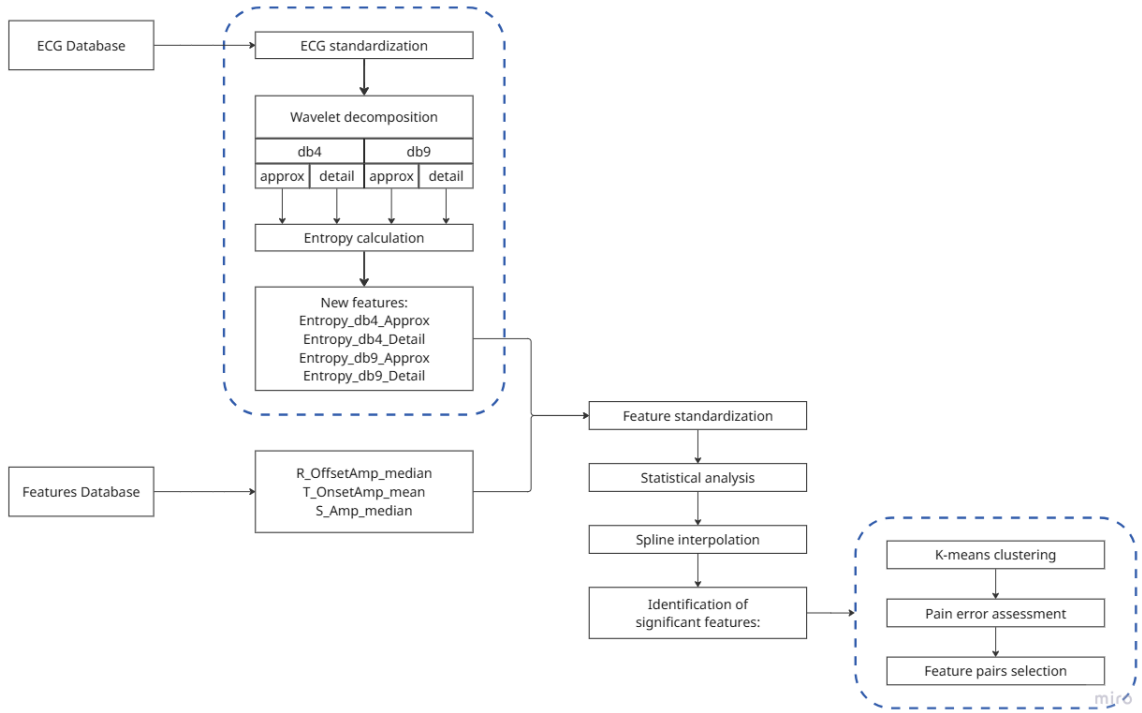 ECG Database
ECG standardization
Wavelet decomposition
db4 db9
approx detail approx detail
Entropy calculation
New features:
Entropy_db4_Approx
Entropy_db4_Detail
Entropy_db9_Approx
Entropy_db9_Detail
Features Database
R_OffsetAmp_median
T_OnsetAmp_mean
S_Amp_median
Feature standardization
Statistical analysis
Spline interpolation
Identification of
significant features:
K-means clustering
Pain error assessment
Feature pairs selection
miro